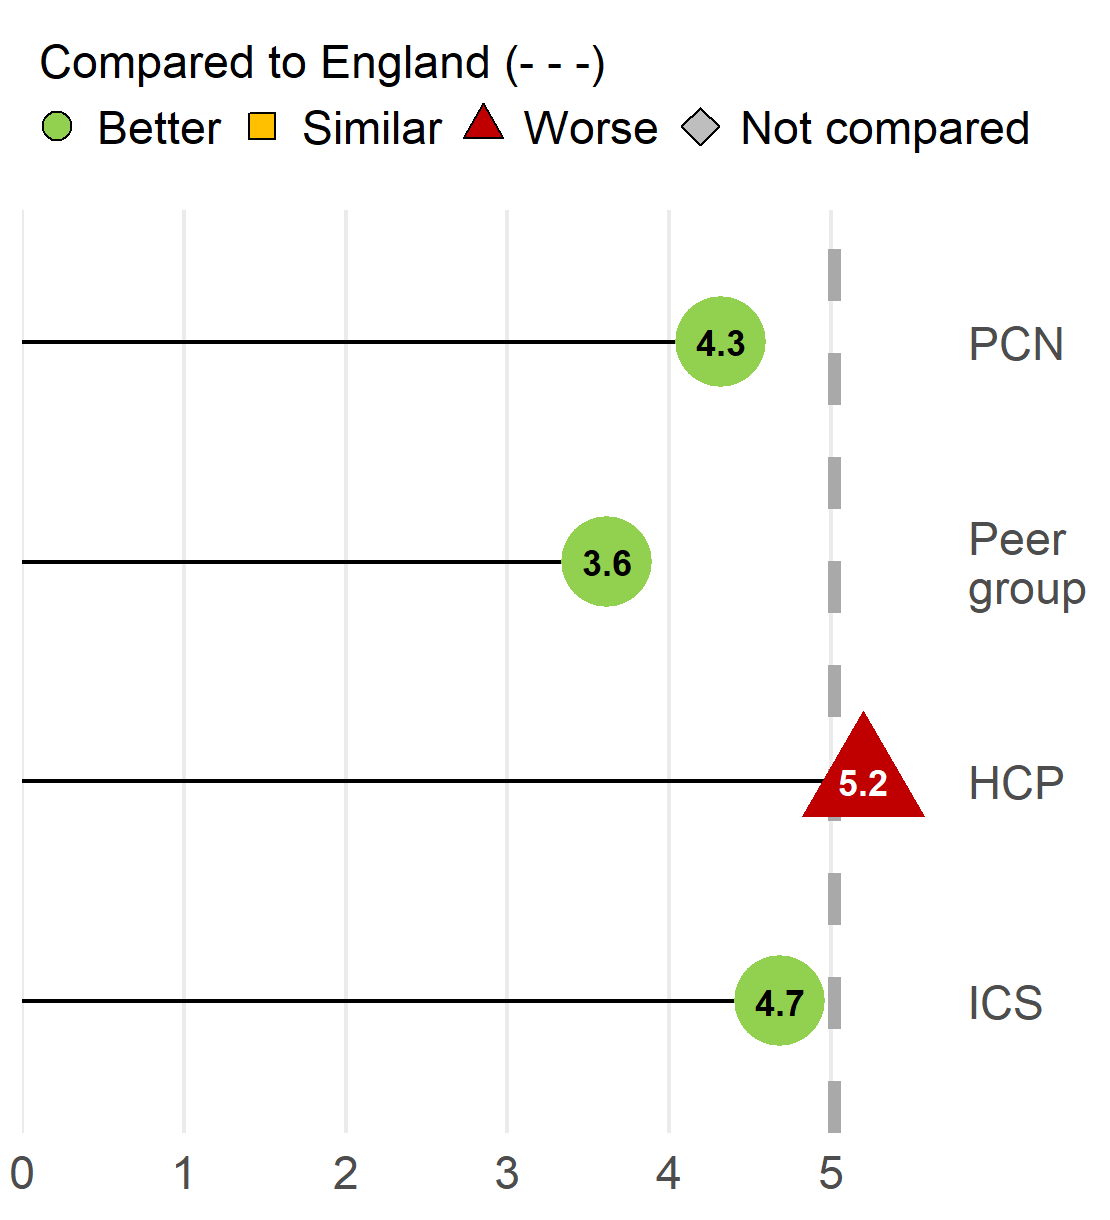 Compared to England (- - -)
Better Similar Worse Not compared
4.3 PCN
3.6 Peer
group
5.2 HCP
4.7 ICS
0 1 2 3 4 5